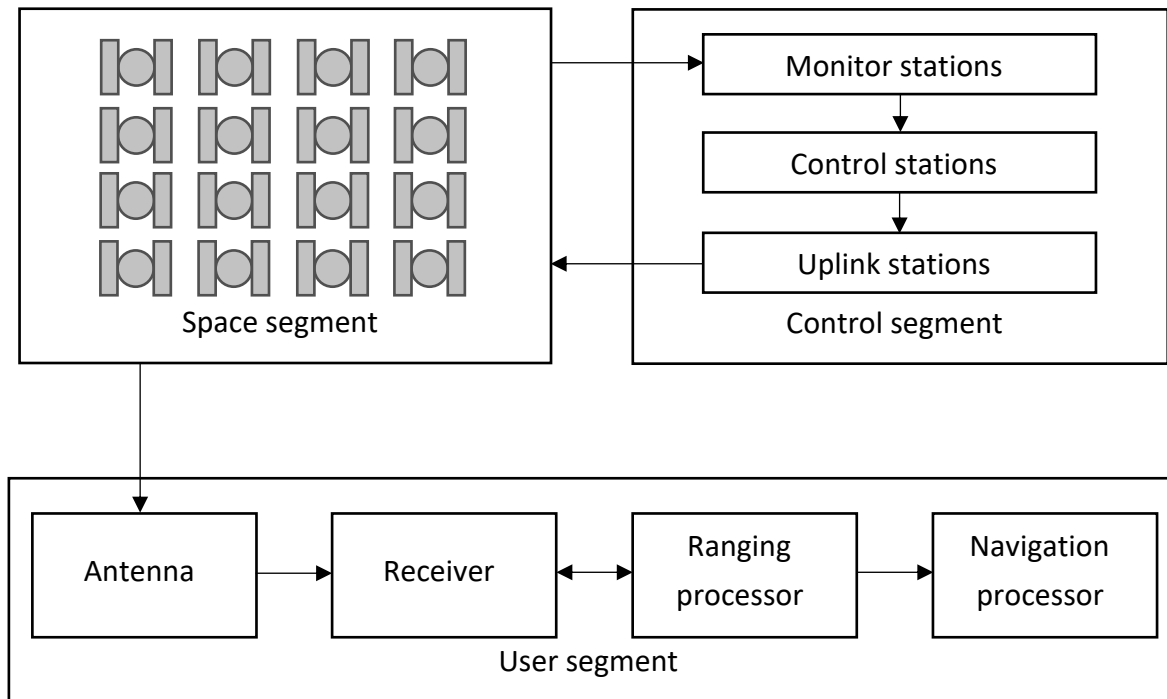 Monitor stations
Control stations
Uplink stations
Space segment
Control segment
Antenna
Receiver
Ranging
processor
Navigation
processor
User segment